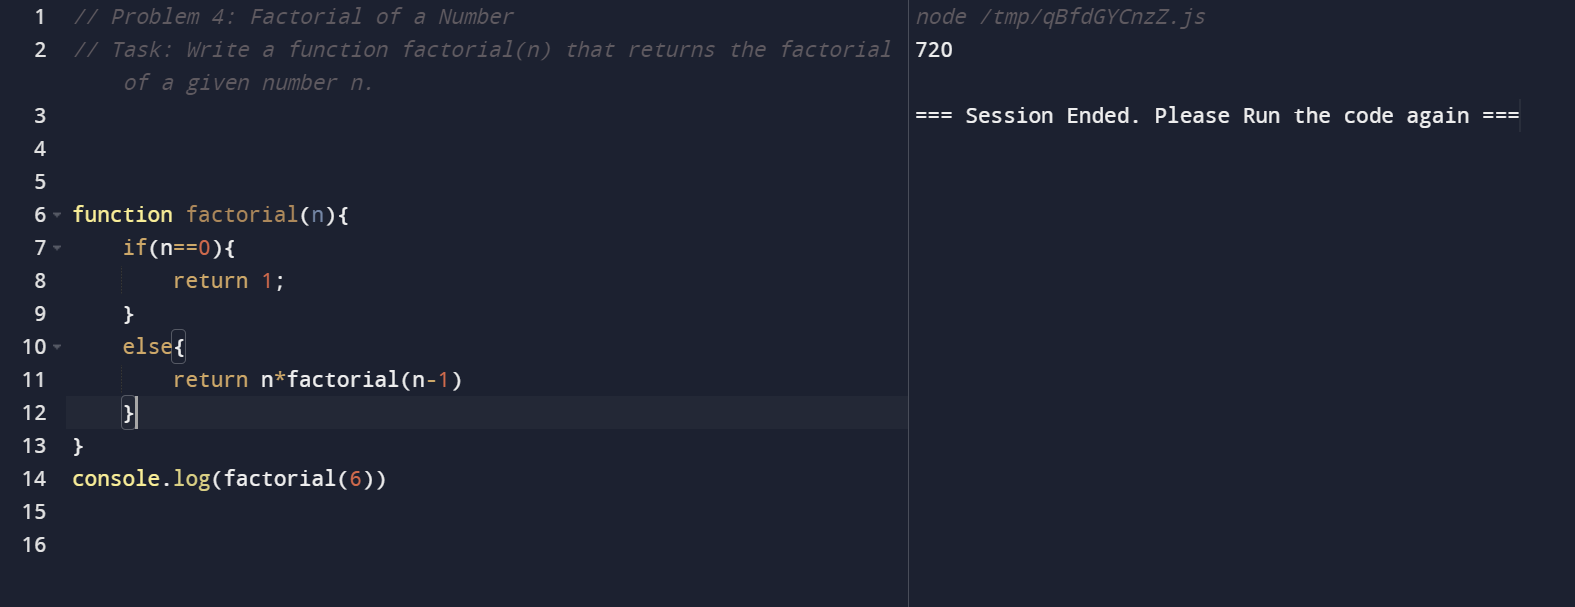 1 // Problem 4: Factorial of a Number
2 // Task: Write a function factorial(n) that returns the factorial
of a given number n.
3
4
5
6 function factorial(n){
7 if(n==0){
8 return 1;
9 }
10 else{
11 return n*factorial(n-1)
12 }
13 }
14 console.log(factorial(6))
15
16
node /tmp/qBfdGYCnzZ.js
720
=== Session Ended. Please Run the code again ===